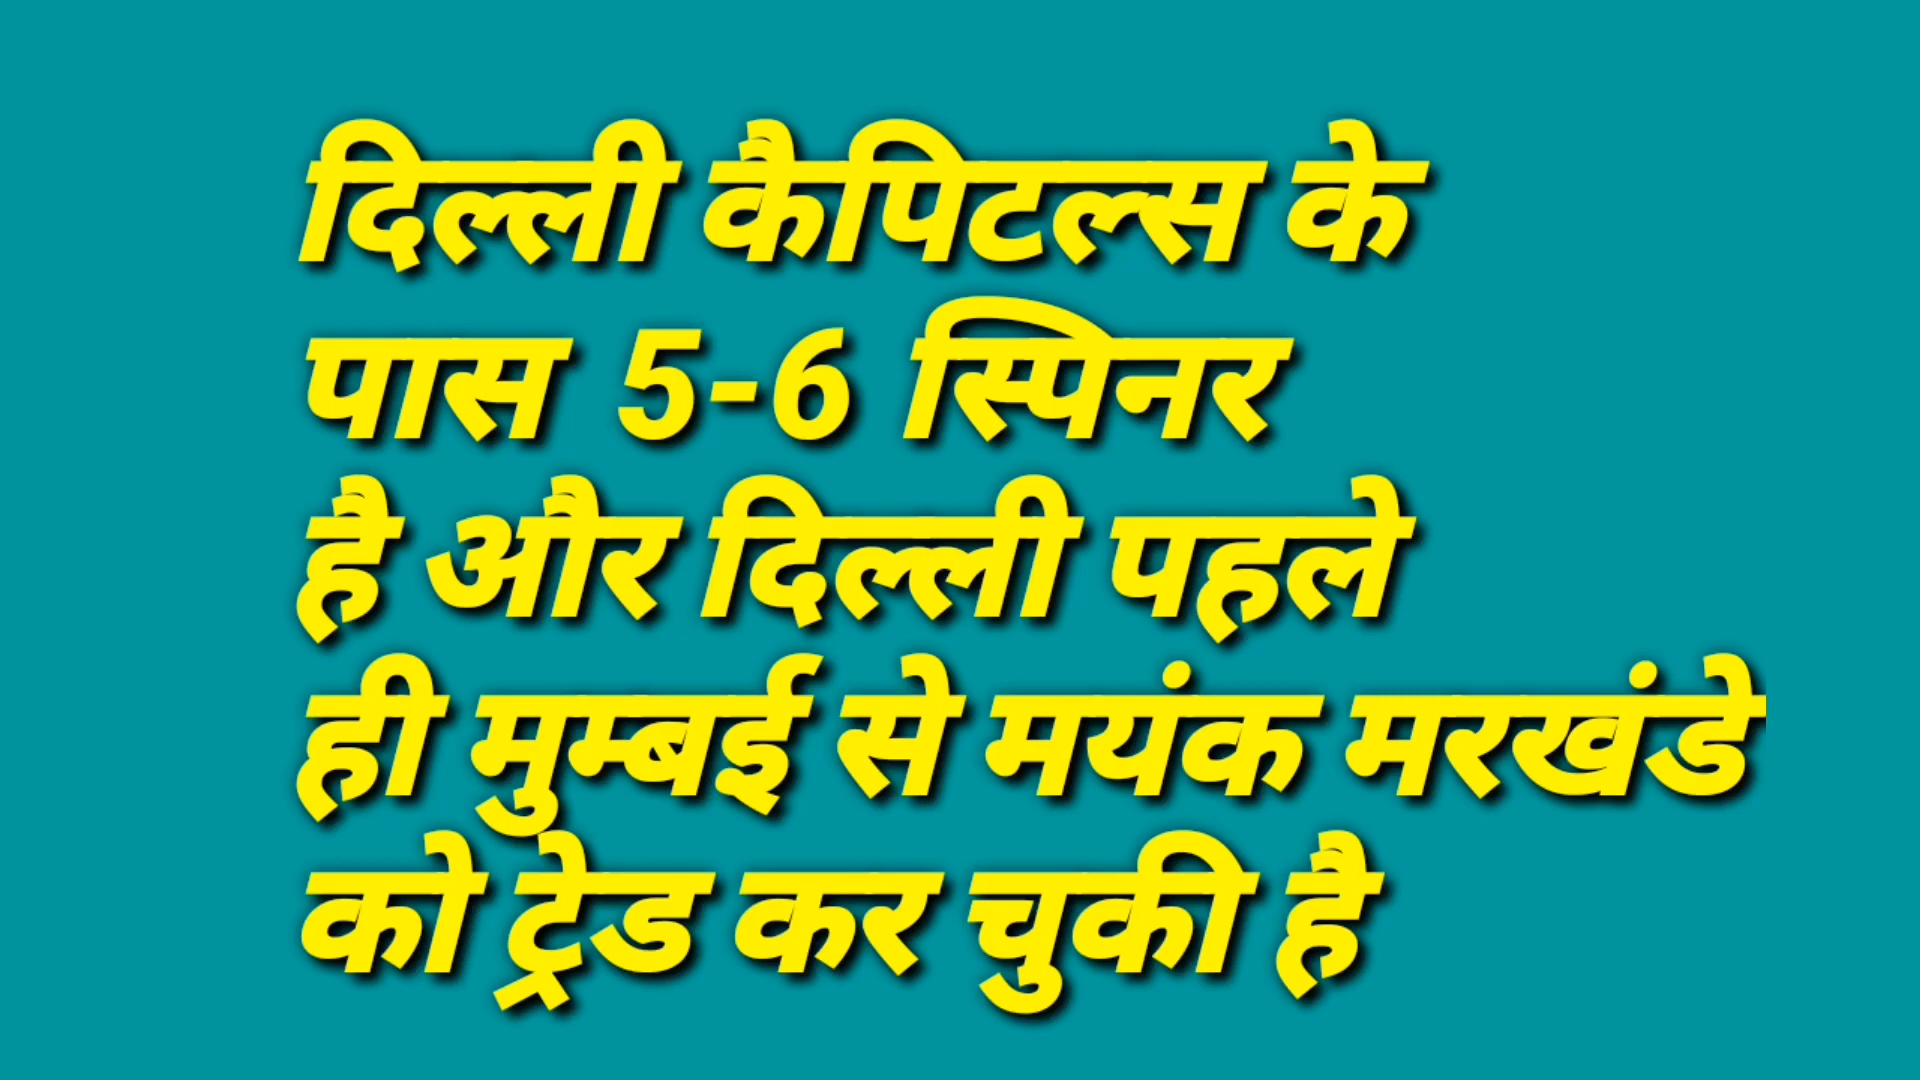 दिल्ली कैपिटल्स के
पास 5-6 स्पिनर
है और दिल्ली पहले
ही मुम्बई से मयंक मरखंडे
को ट्रेड कर चुकी है